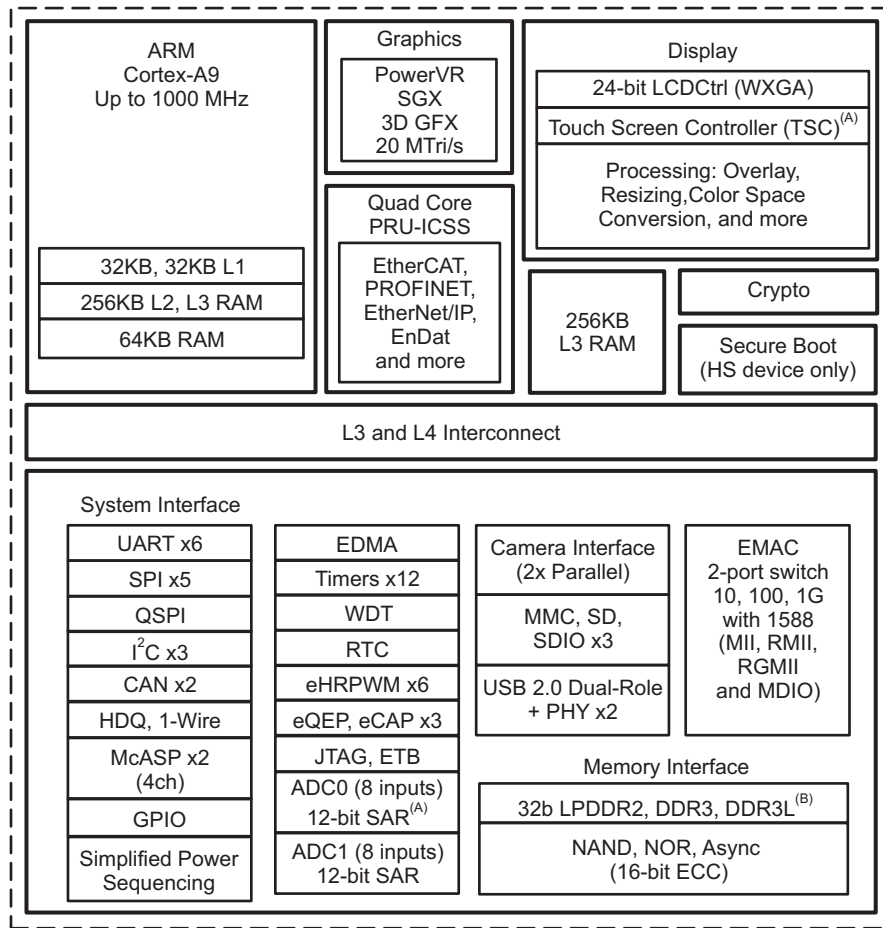 ARM
Cortex-A9
Up to 1000 MHz
32KB, 32KB L1
256KB L2, L3 RAM
64KB RAM
Graphics
PowerVR
SGX
3D GFX
20 MTri/s
Quad Core
PRU-ICSS
EtherCAT,
PROFINET,
EtherNet/IP,
EnDat
and more
Display
24-bit LCDCtrl (WXGA)
Touch Screen Controller (TSC)(A)
Processing: Overlay,
Resizing,Color Space
Conversion, and more
256KB
L3 RAM
Crypto
Secure Boot
(HS device only)
L3 and L4 Interconnect
System Interface
UART x6
SPI x5
QSPI
I2C x3
CAN x2
HDQ, 1-Wire
McASP x2
(4ch)
GPIO
Simplified Power
Sequencing
EDMA
Timers x12
WDT
RTC
eHRPWM x6
eQEP, eCAP x3
JTAG, ETB
ADC0 (8 inputs)
12-bit SAR(A)
ADC1 (8 inputs)
12-bit SAR
Camera Interface
(2x Parallel)
MMC, SD,
SDIO x3
USB 2.0 Dual-Role
+ PHY x2
EMAC
2-port switch
10, 100, 1G
with 1588
(MII, RMII,
RGMII
and MDIO)
Memory Interface
32b LPDDR2, DDR3, DDR3L(B)
NAND, NOR, Async
(16-bit ECC)